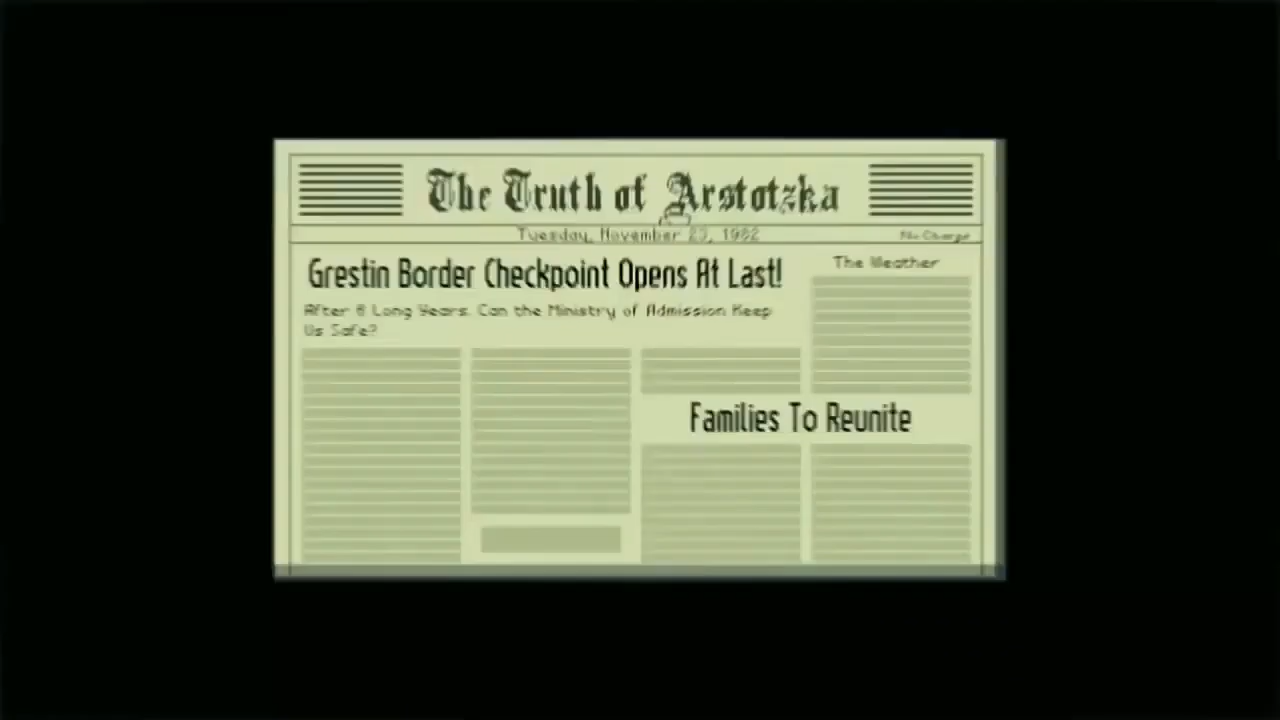 The Truth of Arstotzka
Tuesday, November 23, 1982
No Charge
Grestin Border Checkpoint Opens At Last!
The Weather
After 6 Long Years. Can the Ministry of Admission Keep
Us Safe?
Families To Reunite